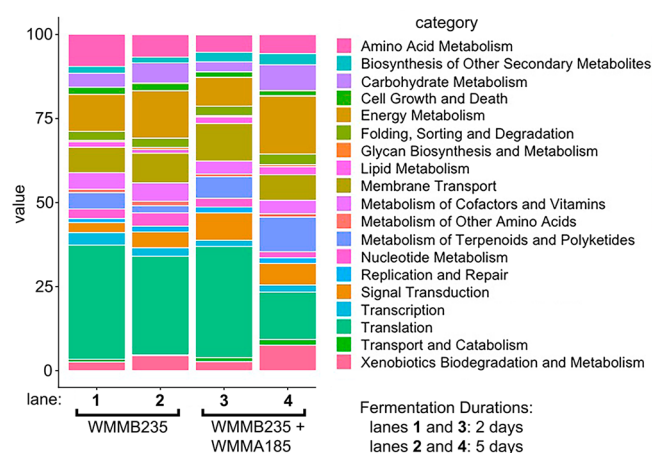 category
Amino Acid Metabolism
Biosynthesis of Other Secondary Metabolites
Carbohydrate Metabolism
Cell Growth and Death
Energy Metabolism
Folding, Sorting and Degradation
Glycan Biosynthesis and Metabolism
Lipid Metabolism
Membrane Transport
Metabolism of Cofactors and Vitamins
Metabolism of Other Amino Acids
Metabolism of Terpenoids and Polyketides
Nucleotide Metabolism
Replication and Repair
Signal Transduction
Transcription
Translation
Transport and Catabolism
Xenobiotics Biodegradation and Metabolism
value
100
75
50
25
0
lane: 1 2 3 4
WMMB235
WMMB235 +
WMMA185
Fermentation Durations:
lanes 1 and 3: 2 days
lanes 2 and 4: 5 days